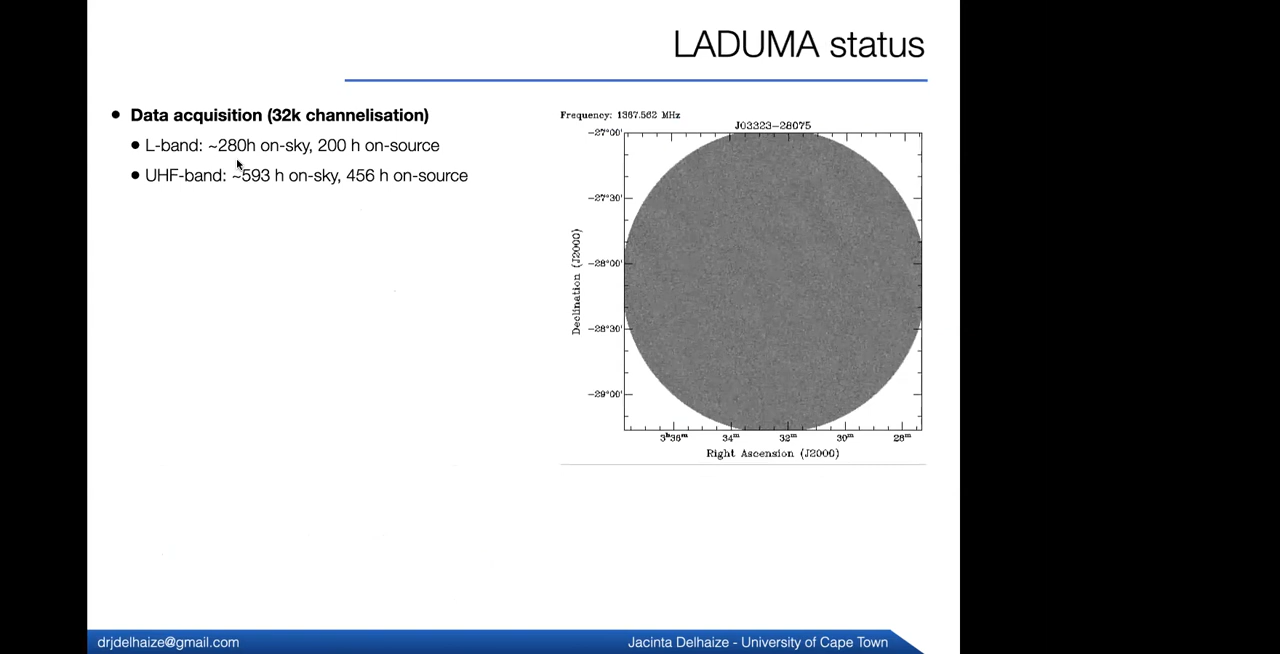 LADUMA status
• Data acquisition (32k channelisation)
• L-band: ~280h on-sky, 200 h on-source
• UHF-band: ~593 h on-sky, 456 h on-source
Frequency: 1367.562 MHz
J03323-28075
-27°00'
-27°30'
-28°00'
-28°30'
-29°00'
Declination (J2000)
3ʰ36ᵐ 34ᵐ 32ᵐ 30ᵐ 28ᵐ
Right Ascension (J2000)
drjdelhaize@gmail.com
Jacinta Delhaize - University of Cape Town